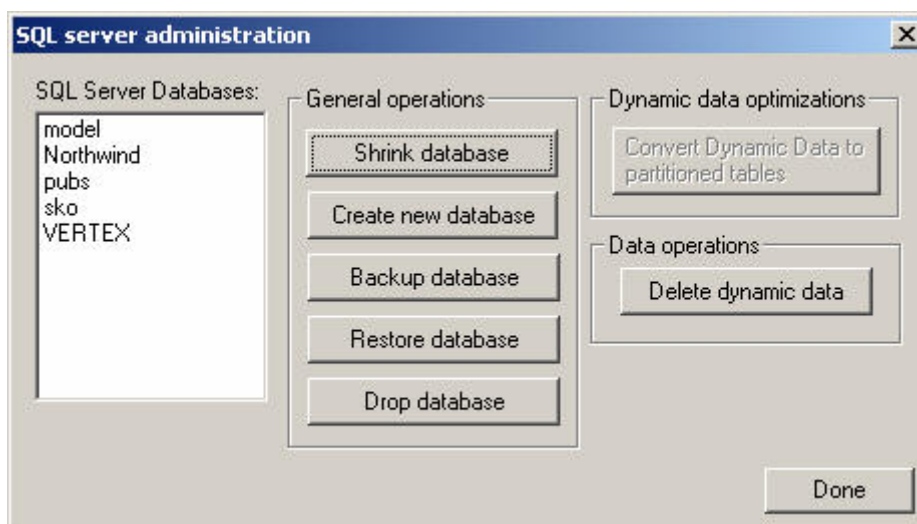 SQL server administration
SQL Server Databases:
model
Northwind
pubs
sko
VERTEX
General operations
Shrink database
Create new database
Backup database
Restore database
Drop database
Dynamic data optimizations
Convert Dynamic Data to
partitioned tables
Data operations
Delete dynamic data
Done